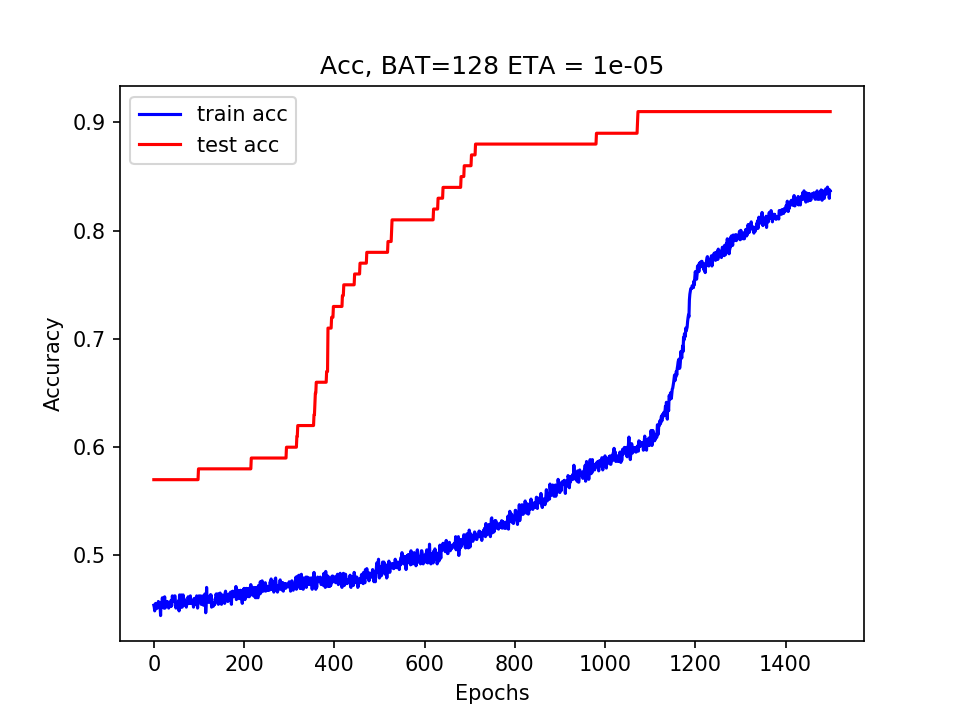 Acc, BAT=128 ETA = 1e-05
train acc
test acc
0.9
0.8
0.7
0.6
0.5
Accuracy
0 200 400 600 800 1000 1200 1400
Epochs